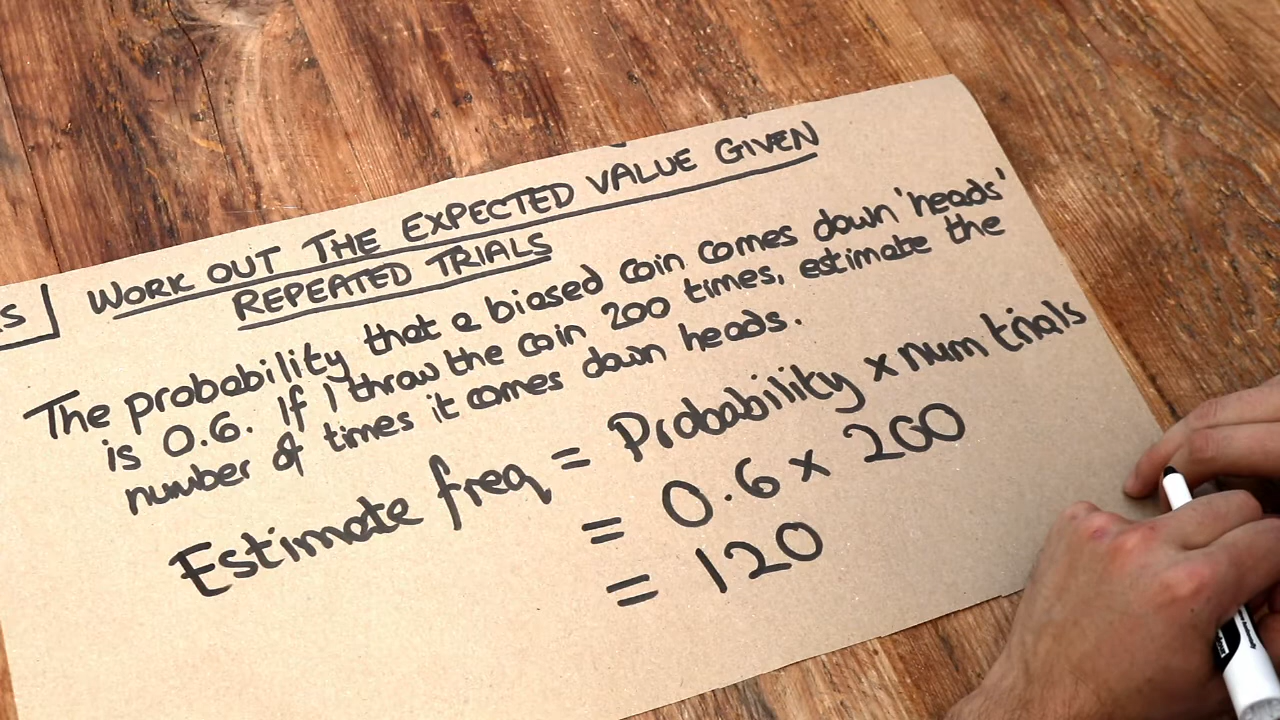 WORK OUT THE EXPECTED VALUE GIVEN
REPEATED TRIALS
The probability that a biased coin comes down 'heads'
is 0.6. If I throw the coin 200 times, estimate the
number of times it comes down heads.
Estimate freq = Probability × num trials
= 0.6 × 200
= 120